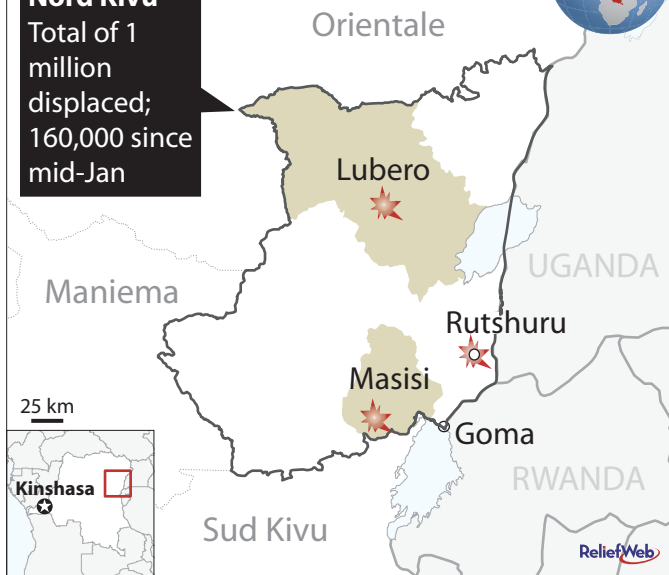 Nord Kivu
Total of 1
million
displaced;
160,000 since
mid-Jan
Orientale
Lubero
UGANDA
Maniema
Rutshuru
Masisi
25 km
Goma
Kinshasa
RWANDA
Sud Kivu
ReliefWeb